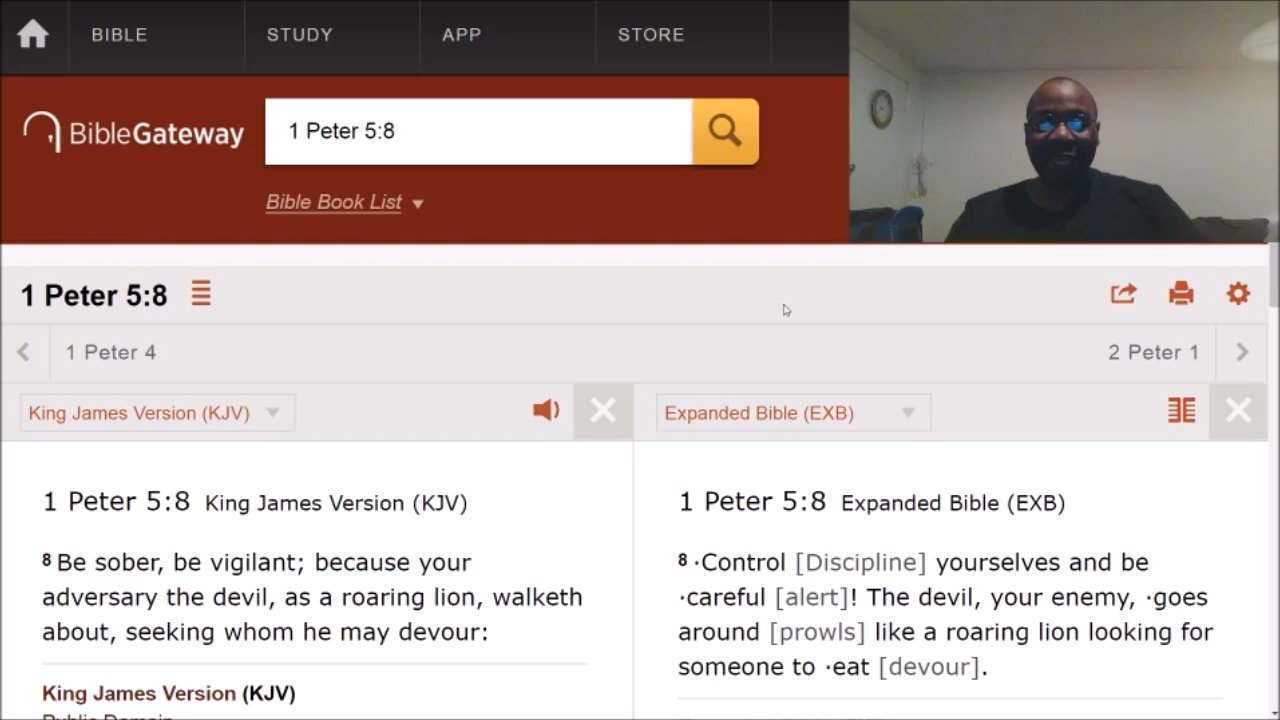 BIBLE STUDY APP STORE
BibleGateway
1 Peter 5:8
Bible Book List
1 Peter 5:8
1 Peter 4
2 Peter 1
King James Version (KJV)
Expanded Bible (EXB)
1 Peter 5:8 King James Version (KJV)
8 Be sober, be vigilant; because your
adversary the devil, as a roaring lion, walketh
about, seeking whom he may devour:
King James Version (KJV)
Public Domain
1 Peter 5:8 Expanded Bible (EXB)
8 ·Control [Discipline] yourselves and be
·careful [alert]! The devil, your enemy, ·goes
around [prowls] like a roaring lion looking for
someone to ·eat [devour].